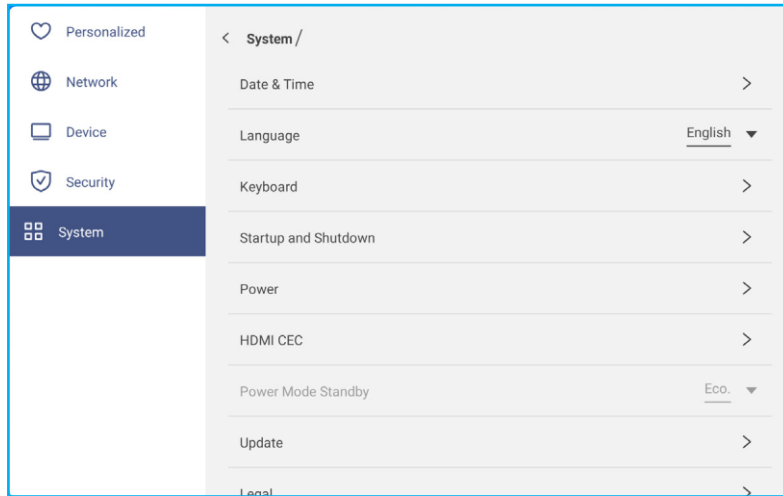 Personalized
Network
Device
Security
System
System /
Date & Time
Language English
Keyboard
Startup and Shutdown
Power
HDMI CEC
Power Mode Standby Eco.
Update
Legal